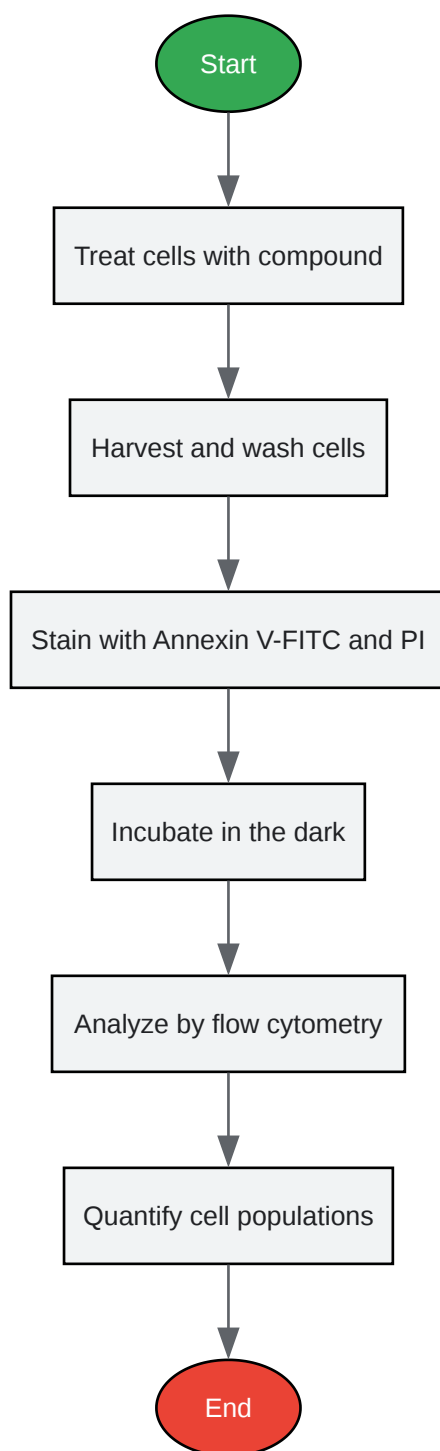 Start
Treat cells with compound
Harvest and wash cells
Stain with Annexin V-FITC and PI
Incubate in the dark
Analyze by flow cytometry
Quantify cell populations
End